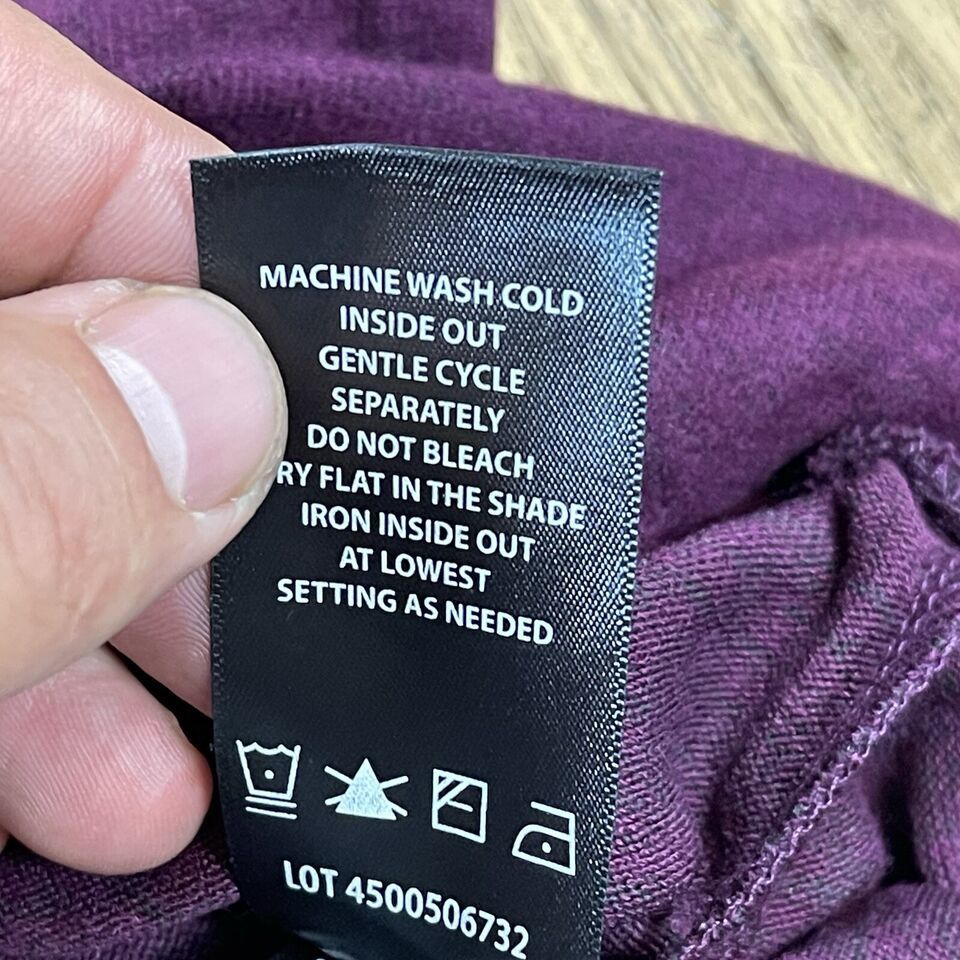 MACHINE WASH COLD
INSIDE OUT
GENTLE CYCLE
SEPARATELY
DO NOT BLEACH
RY FLAT IN THE SHADE
IRON INSIDE OUT
AT LOWEST
SETTING AS NEEDED
LOT 4500506732